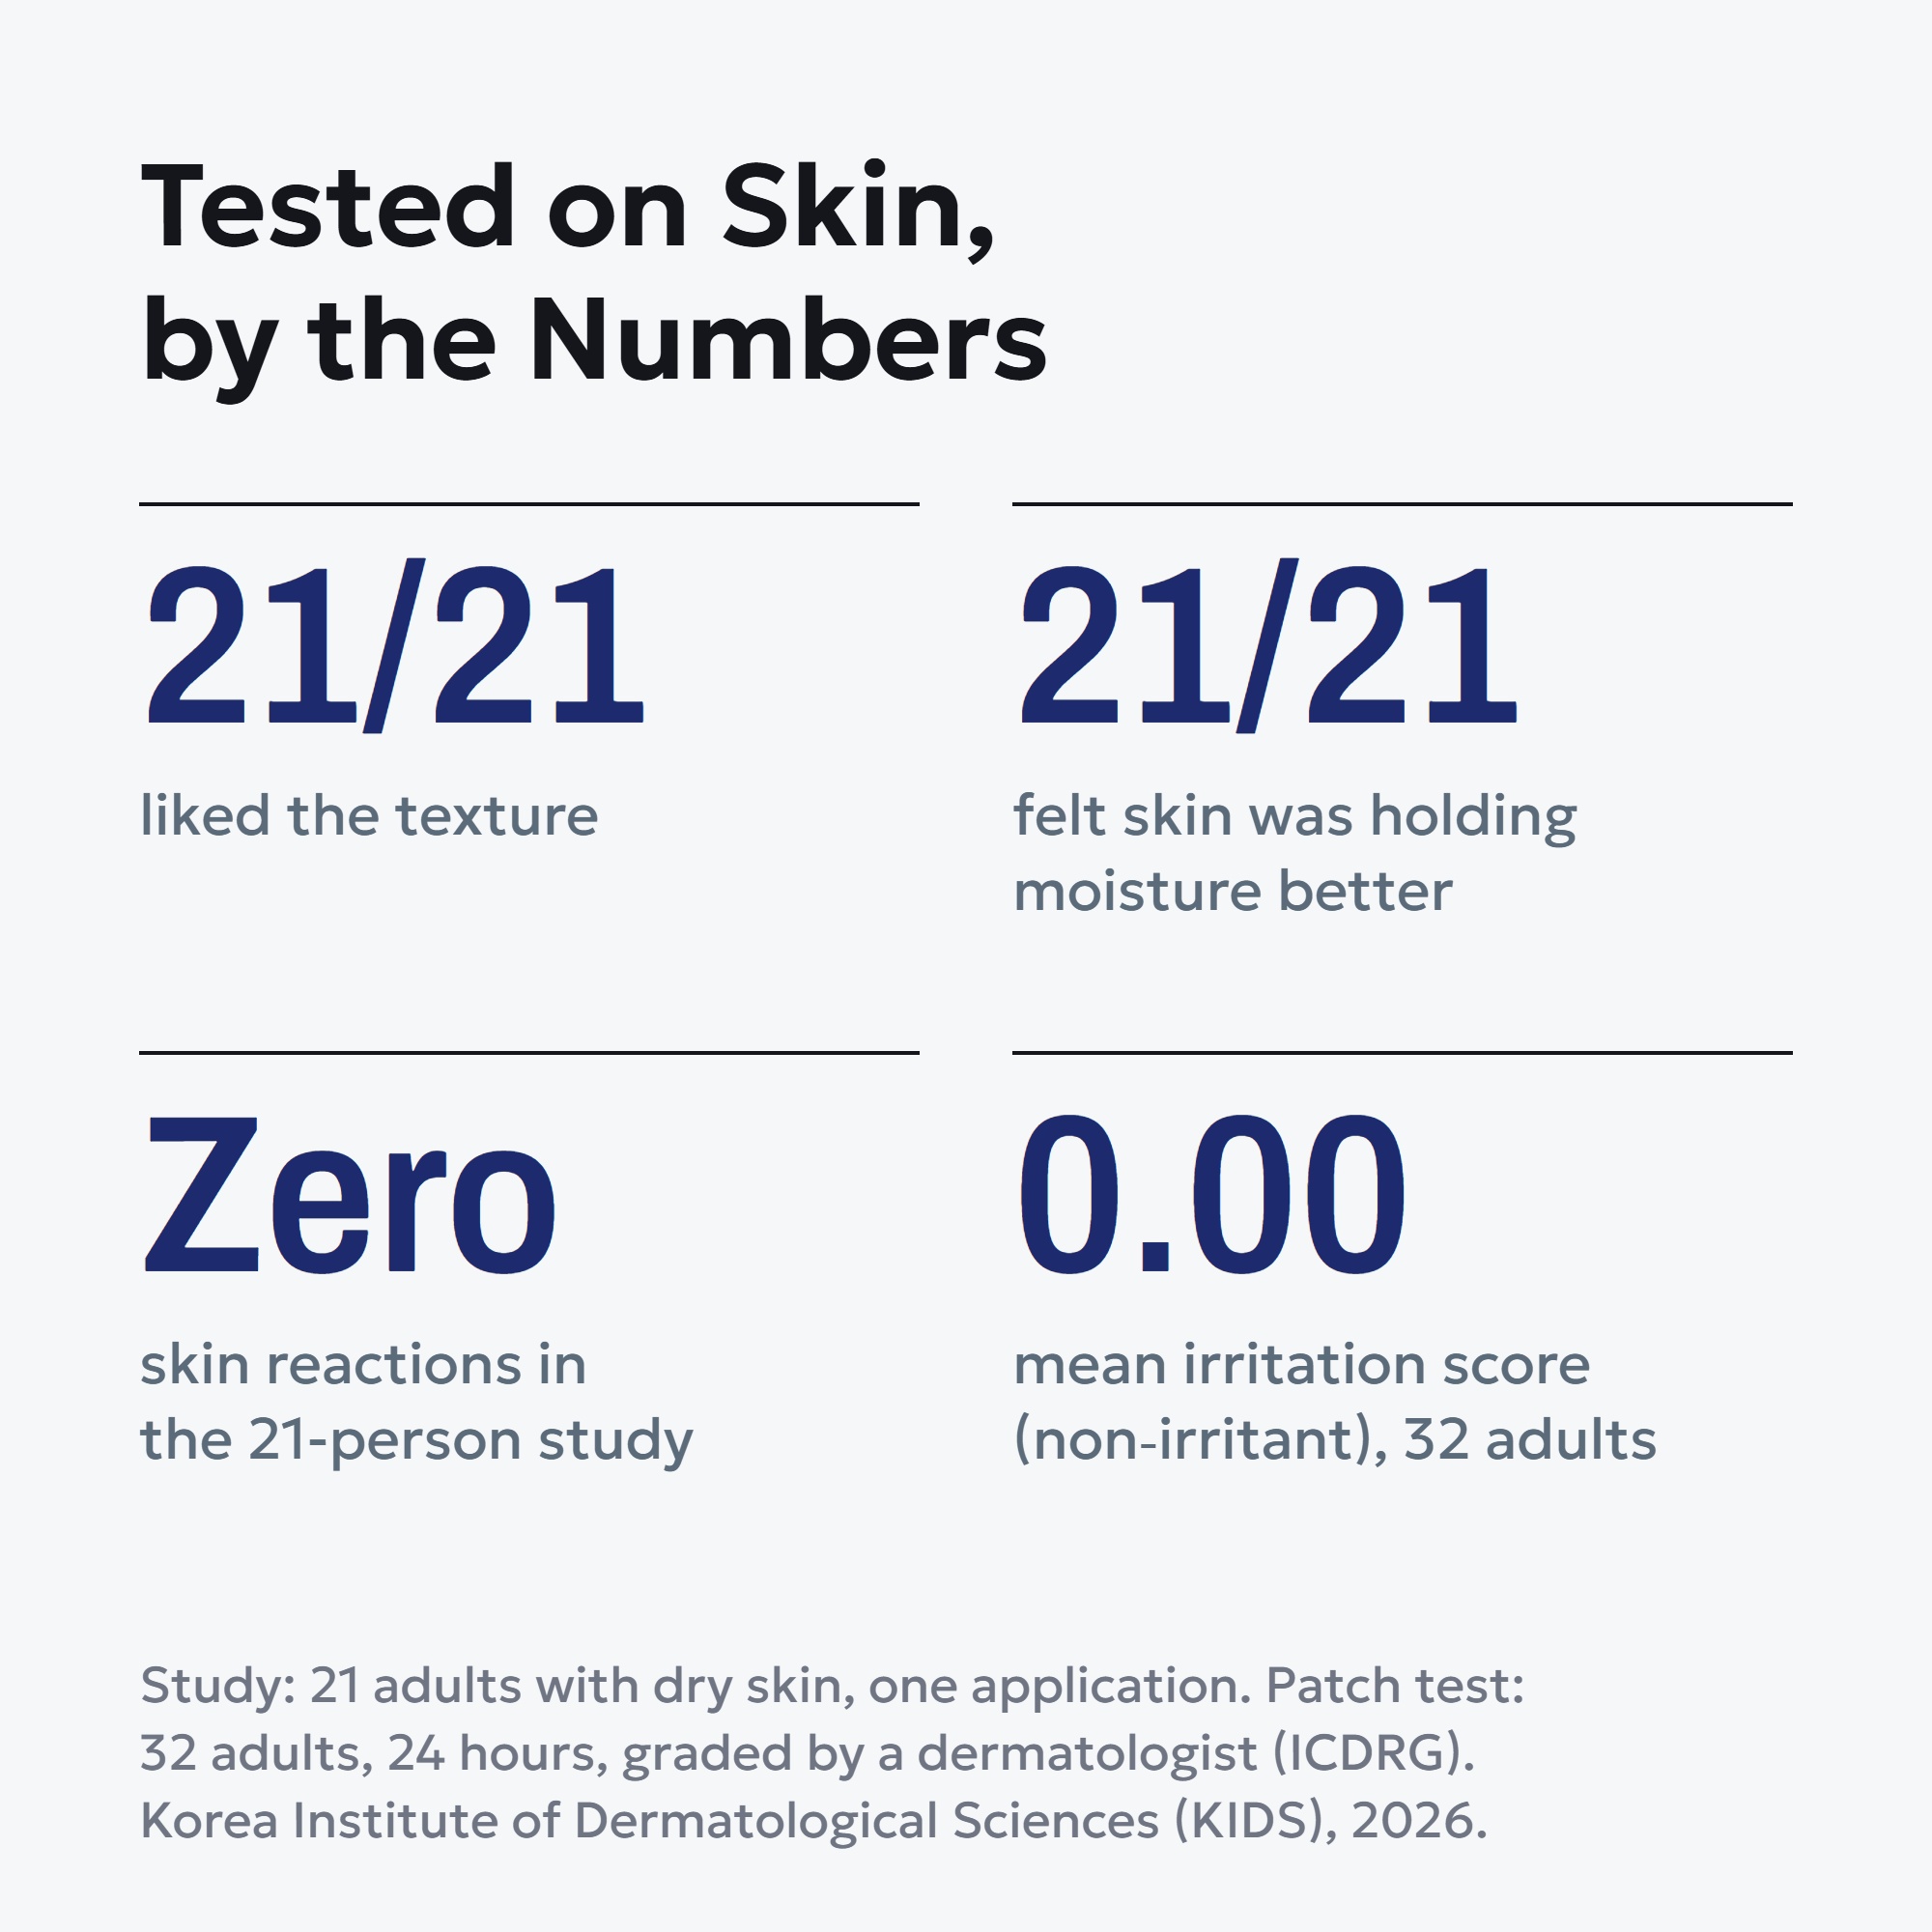 Tested on Skin,
by the Numbers
21/21
liked the texture
21/21
felt skin was holding
moisture better
Zero
skin reactions in
the 21-person study
0.00
mean irritation score
(non-irritant), 32 adults
Study: 21 adults with dry skin, one application. Patch test:
32 adults, 24 hours, graded by a dermatologist (ICDRG).
Korea Institute of Dermatological Sciences (KIDS), 2026.